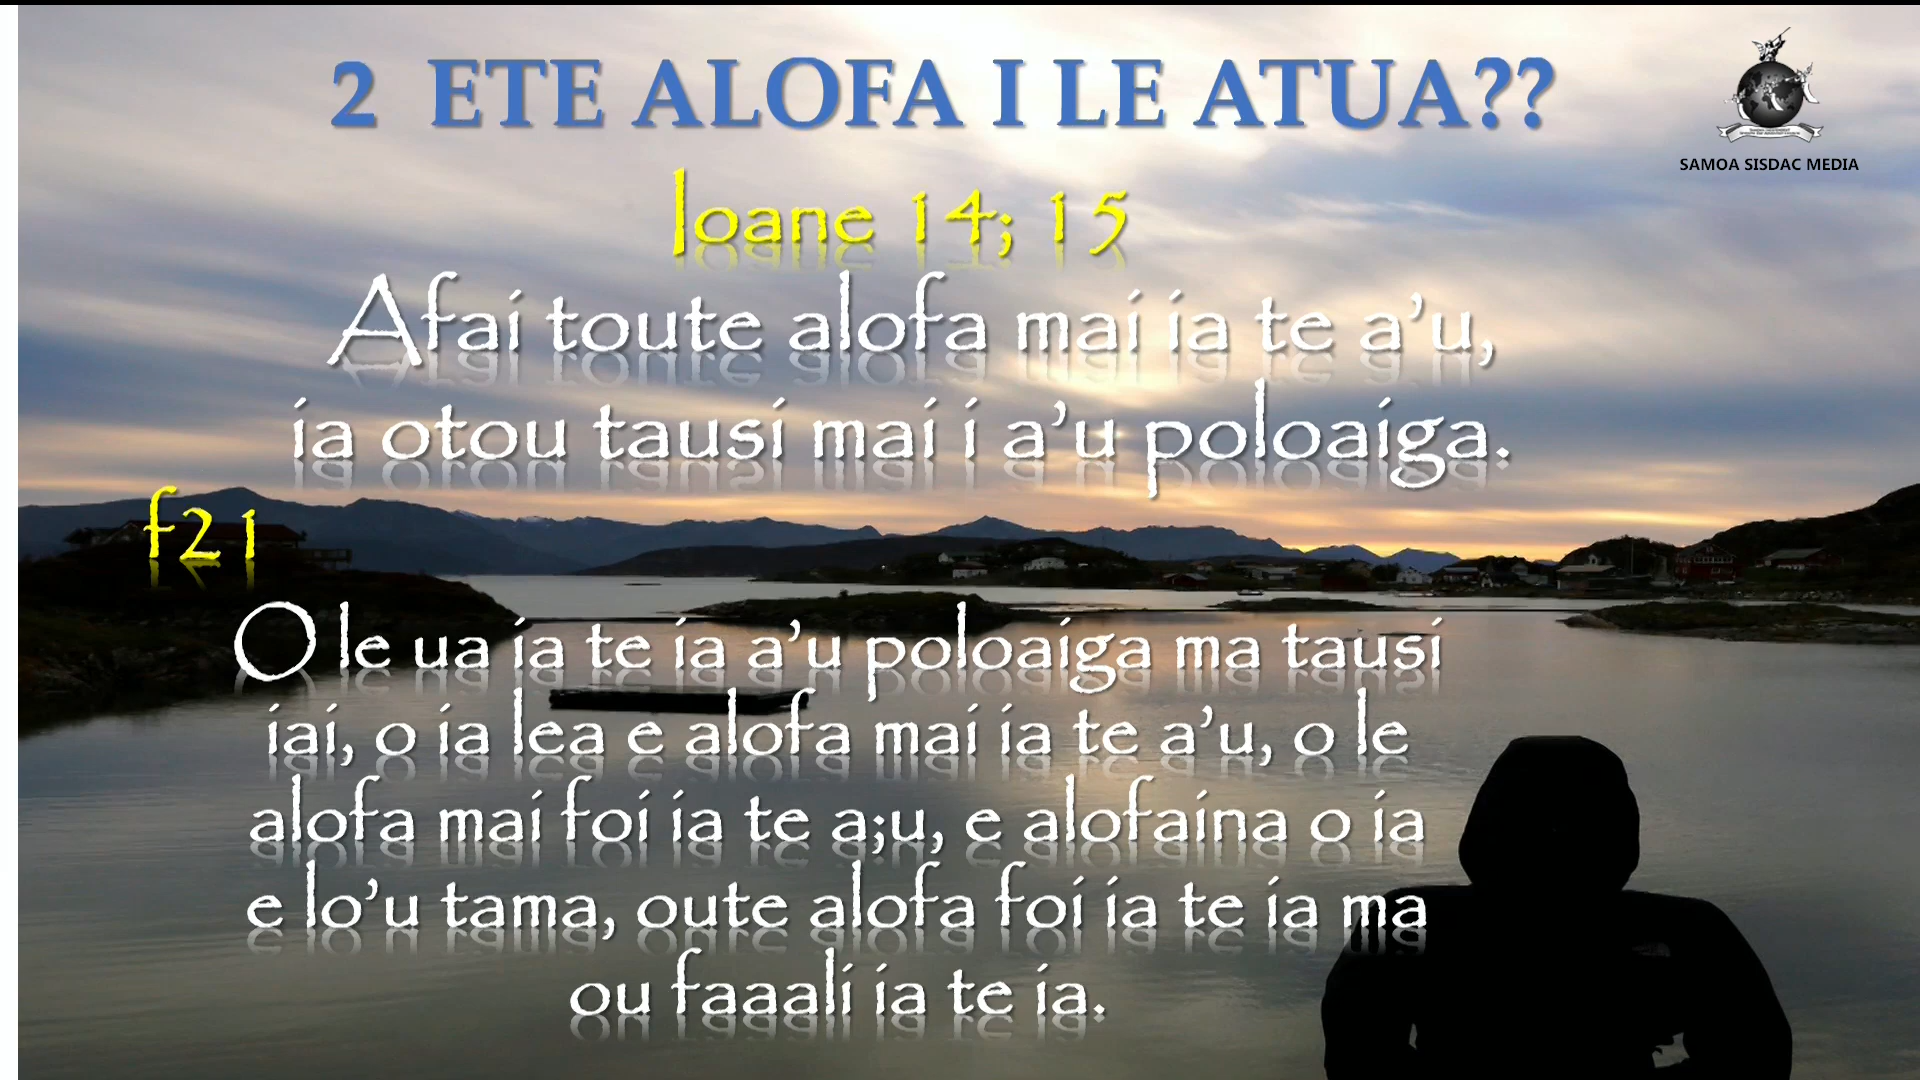 2 ETE ALOFA I LE ATUA??
SAMOA SISDAC MEDIA
Ioane 14; 15
Afai toute alofa mai ia te a’u,
ia otou tausi mai i a’u poloaiga.
f21
O le ua ia te ia a’u poloaiga ma tausi
iai, o ia lea e alofa mai ia te a’u, o le
alofa mai foi ia te a;u, e alofaina o ia
e lo’u tama, oute alofa foi ia te ia ma
ou faaali ia te ia.